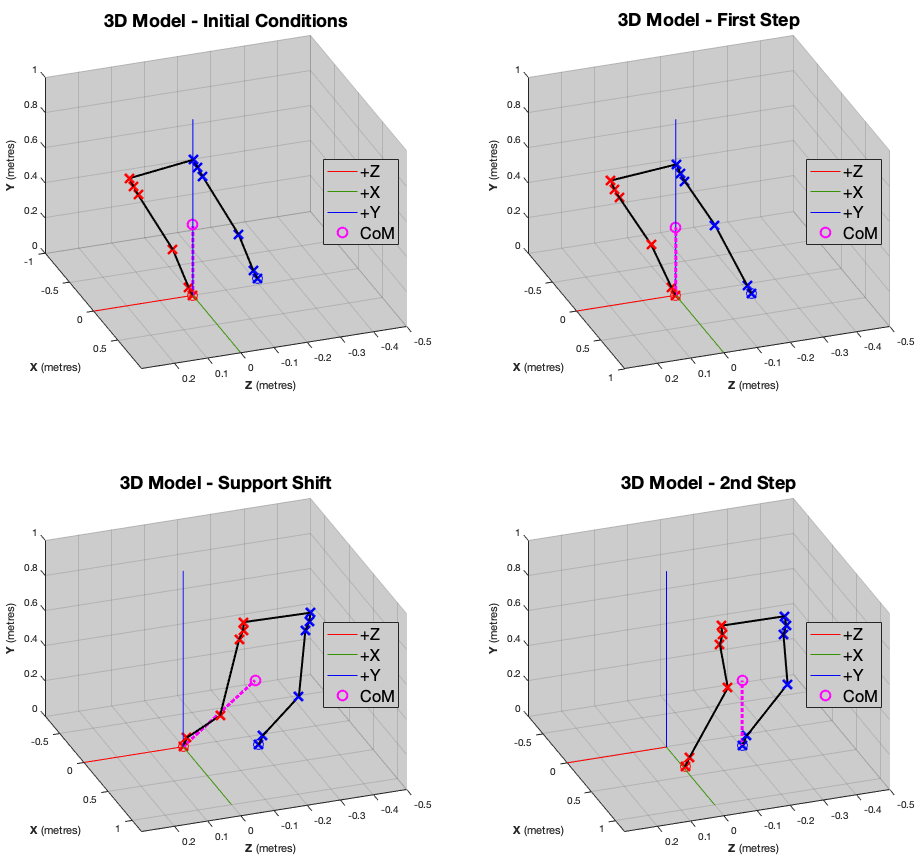 3D Model - Initial Conditions
1
0.8
0.6
0.4
0.2
0
Y (metres)
-1
-0.5
0
0.5
X (metres)
0.2
0.1
0
-0.1
-0.2
-0.3
-0.4
-0.5
Z (metres)
+Z
+X
+Y
CoM
3D Model - First Step
1
0.8
0.6
0.4
0.2
0
Y (metres)
-1
-0.5
0
0.5
1
X (metres)
0.2
0.1
0
-0.1
-0.2
-0.3
-0.4
-0.5
Z (metres)
+Z
+X
+Y
CoM
3D Model - Support Shift
1
0.8
0.6
0.4
0.2
0
Y (metres)
-0.5
0
0.5
1
X (metres)
0.2
0.1
0
-0.1
-0.2
-0.3
-0.4
-0.5
Z (metres)
+Z
+X
+Y
CoM
3D Model - 2nd Step
1
0.8
0.6
0.4
0.2
0
Y (metres)
-0.5
0
0.5
1
X (metres)
0.2
0.1
0
-0.1
-0.2
-0.3
-0.4
-0.5
Z (metres)
+Z
+X
+Y
CoM